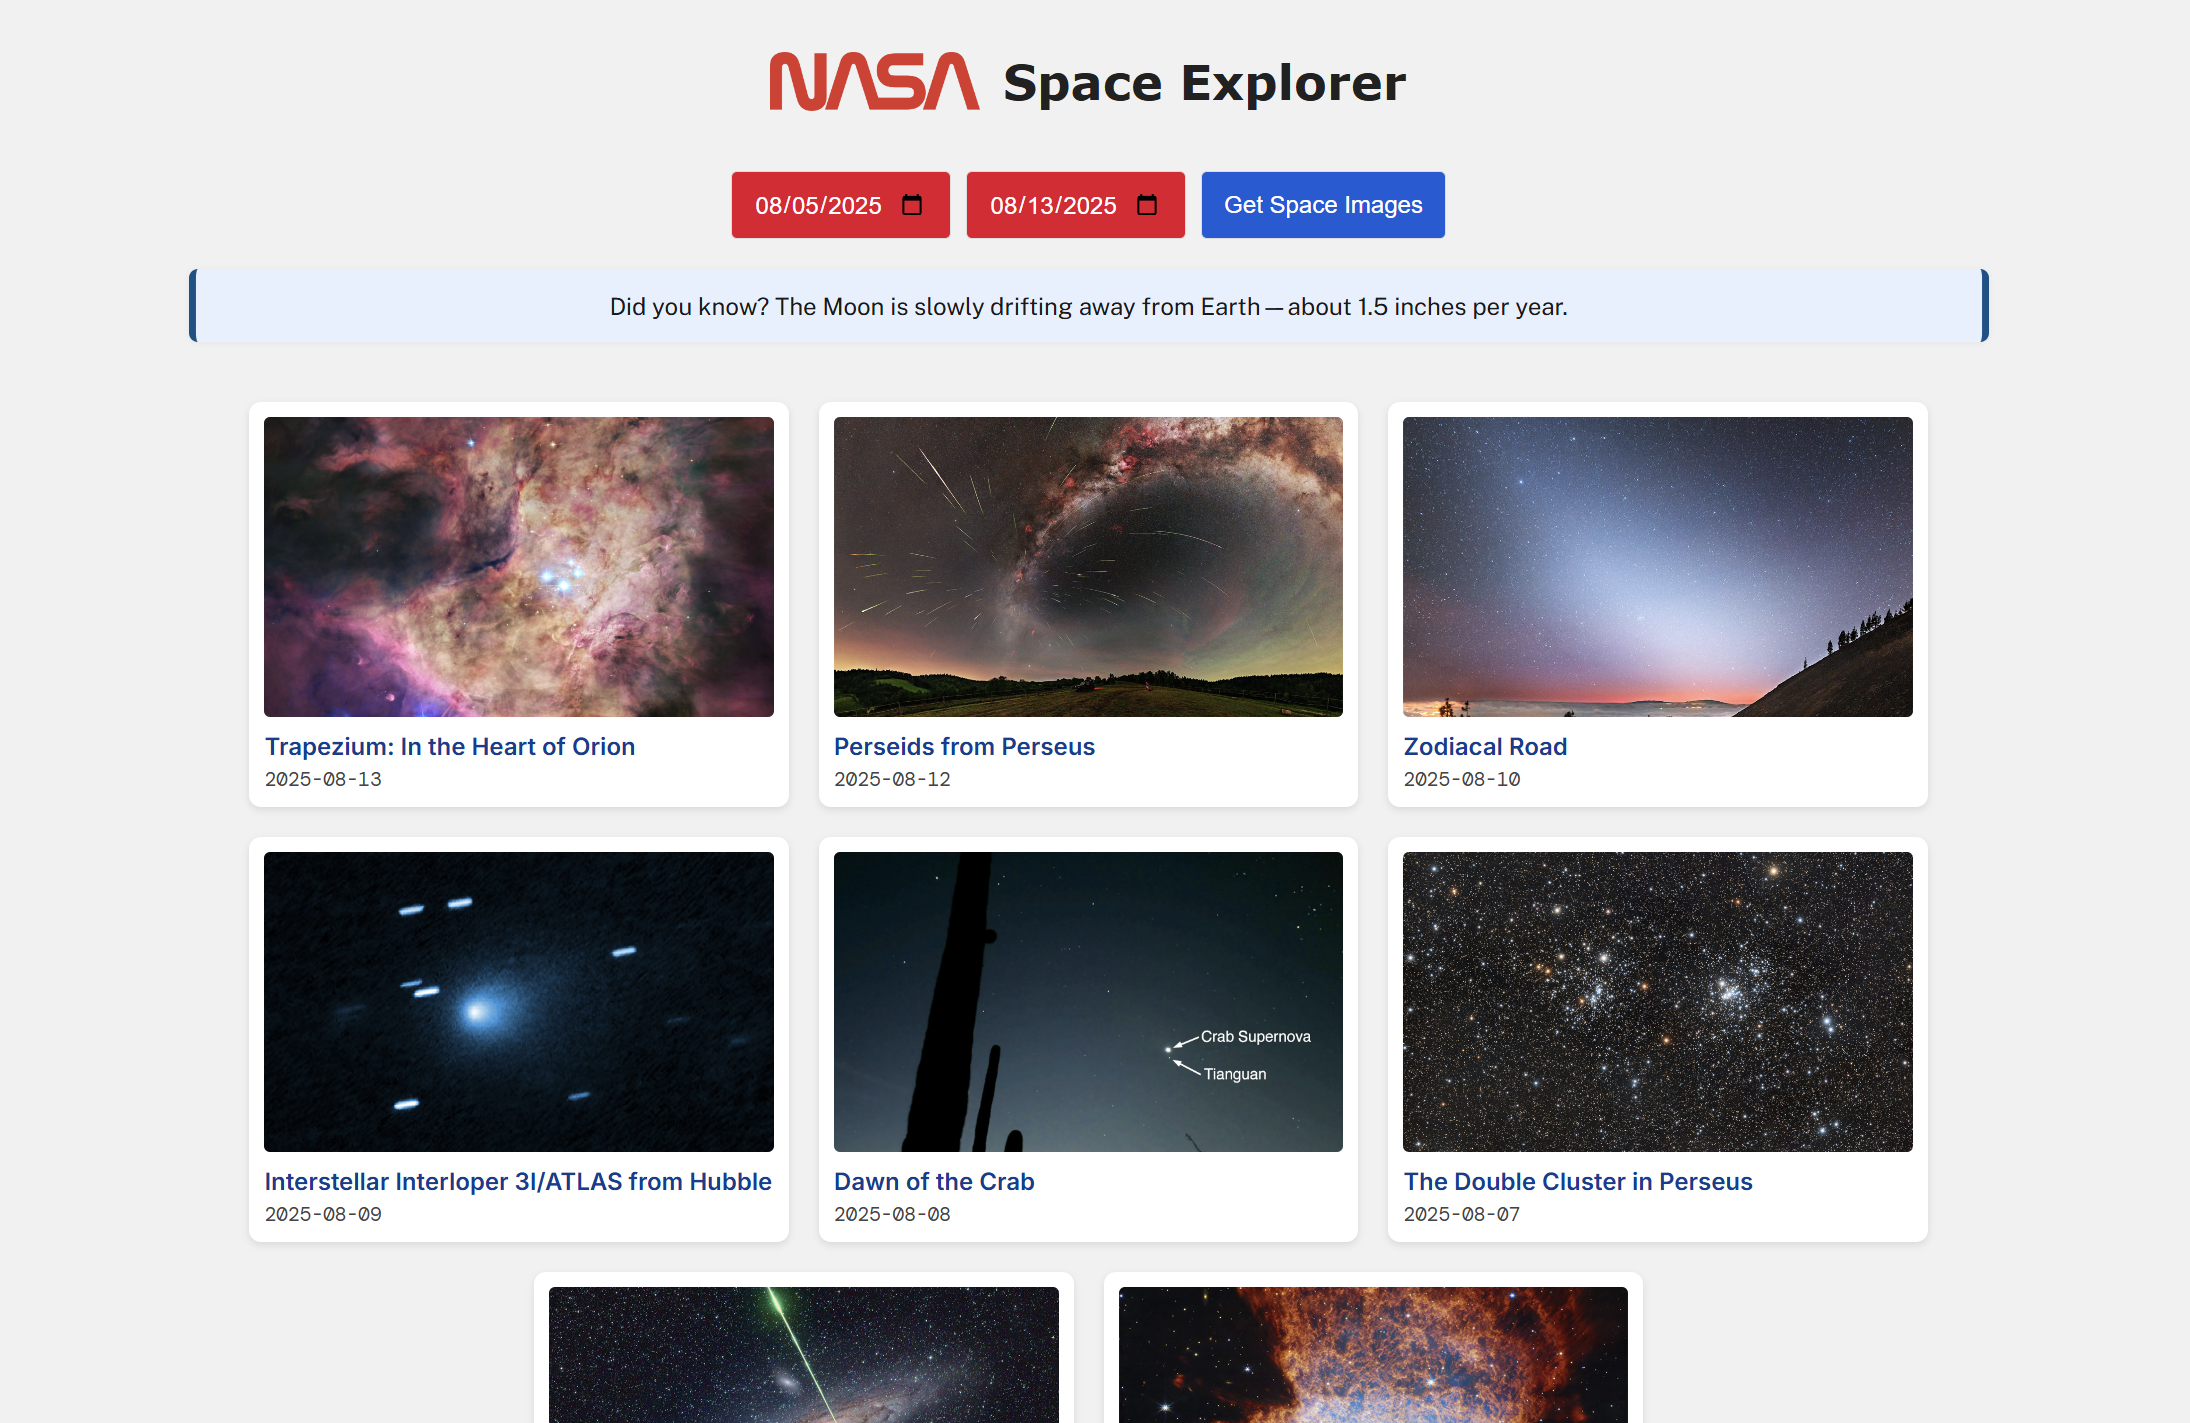 NASA Space Explorer
08/05/2025
08/13/2025
Get Space Images
Did you know? The Moon is slowly drifting away from Earth — about 1.5 inches per year.
Trapezium: In the Heart of Orion
2025-08-13
Perseids from Perseus
2025-08-12
Zodiacal Road
2025-08-10
Crab Supernova
Tianguan
Interstellar Interloper 3I/ATLAS from Hubble
2025-08-09
Dawn of the Crab
2025-08-08
The Double Cluster in Perseus
2025-08-07